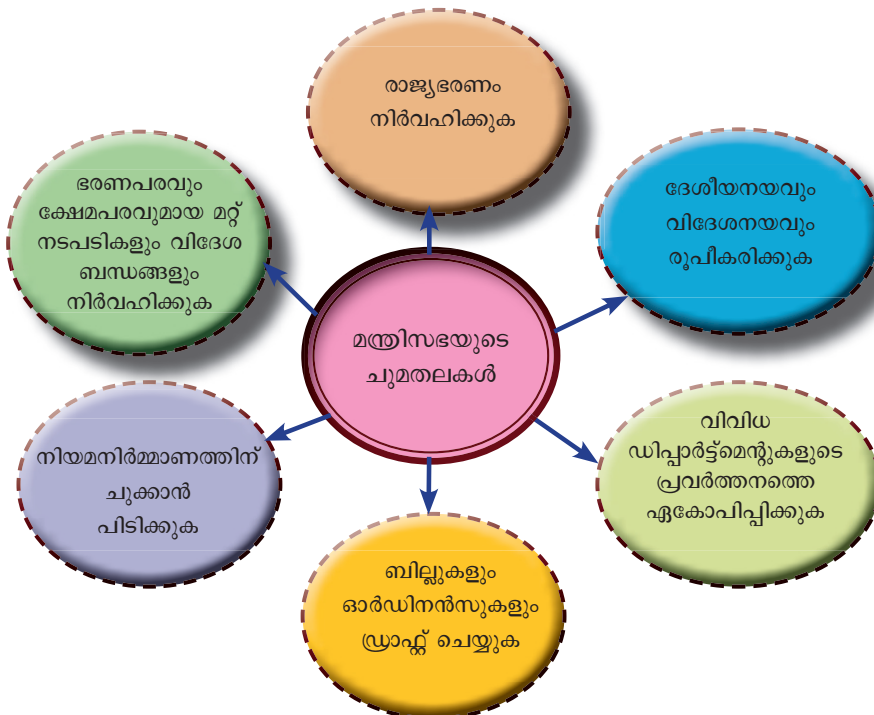 രാജ്യഭരണം
നിർവഹിക്കുക
ഭരണപരവും
ക്ഷേമപരവുമായ മറ്റ്
നടപടികളും വിദേശ
ബന്ധങ്ങളും
നിർവഹിക്കുക
ദേശീയനയവും
വിദേശനയവും
രൂപീകരിക്കുക
മന്ത്രിസഭയുടെ
ചുമതലകൾ
നിയമനിർമ്മാണത്തിന്
ചുക്കാൻ
പിടിക്കുക
വിവിധ
ഡിപ്പാർട്ട്മെന്റുകളുടെ
പ്രവർത്തനത്തെ
ഏകോപിപ്പിക്കുക
ബില്ലുകളും
ഓർഡിനൻസുകളും
ഡ്രാഫ്റ്റ് ചെയ്യുക